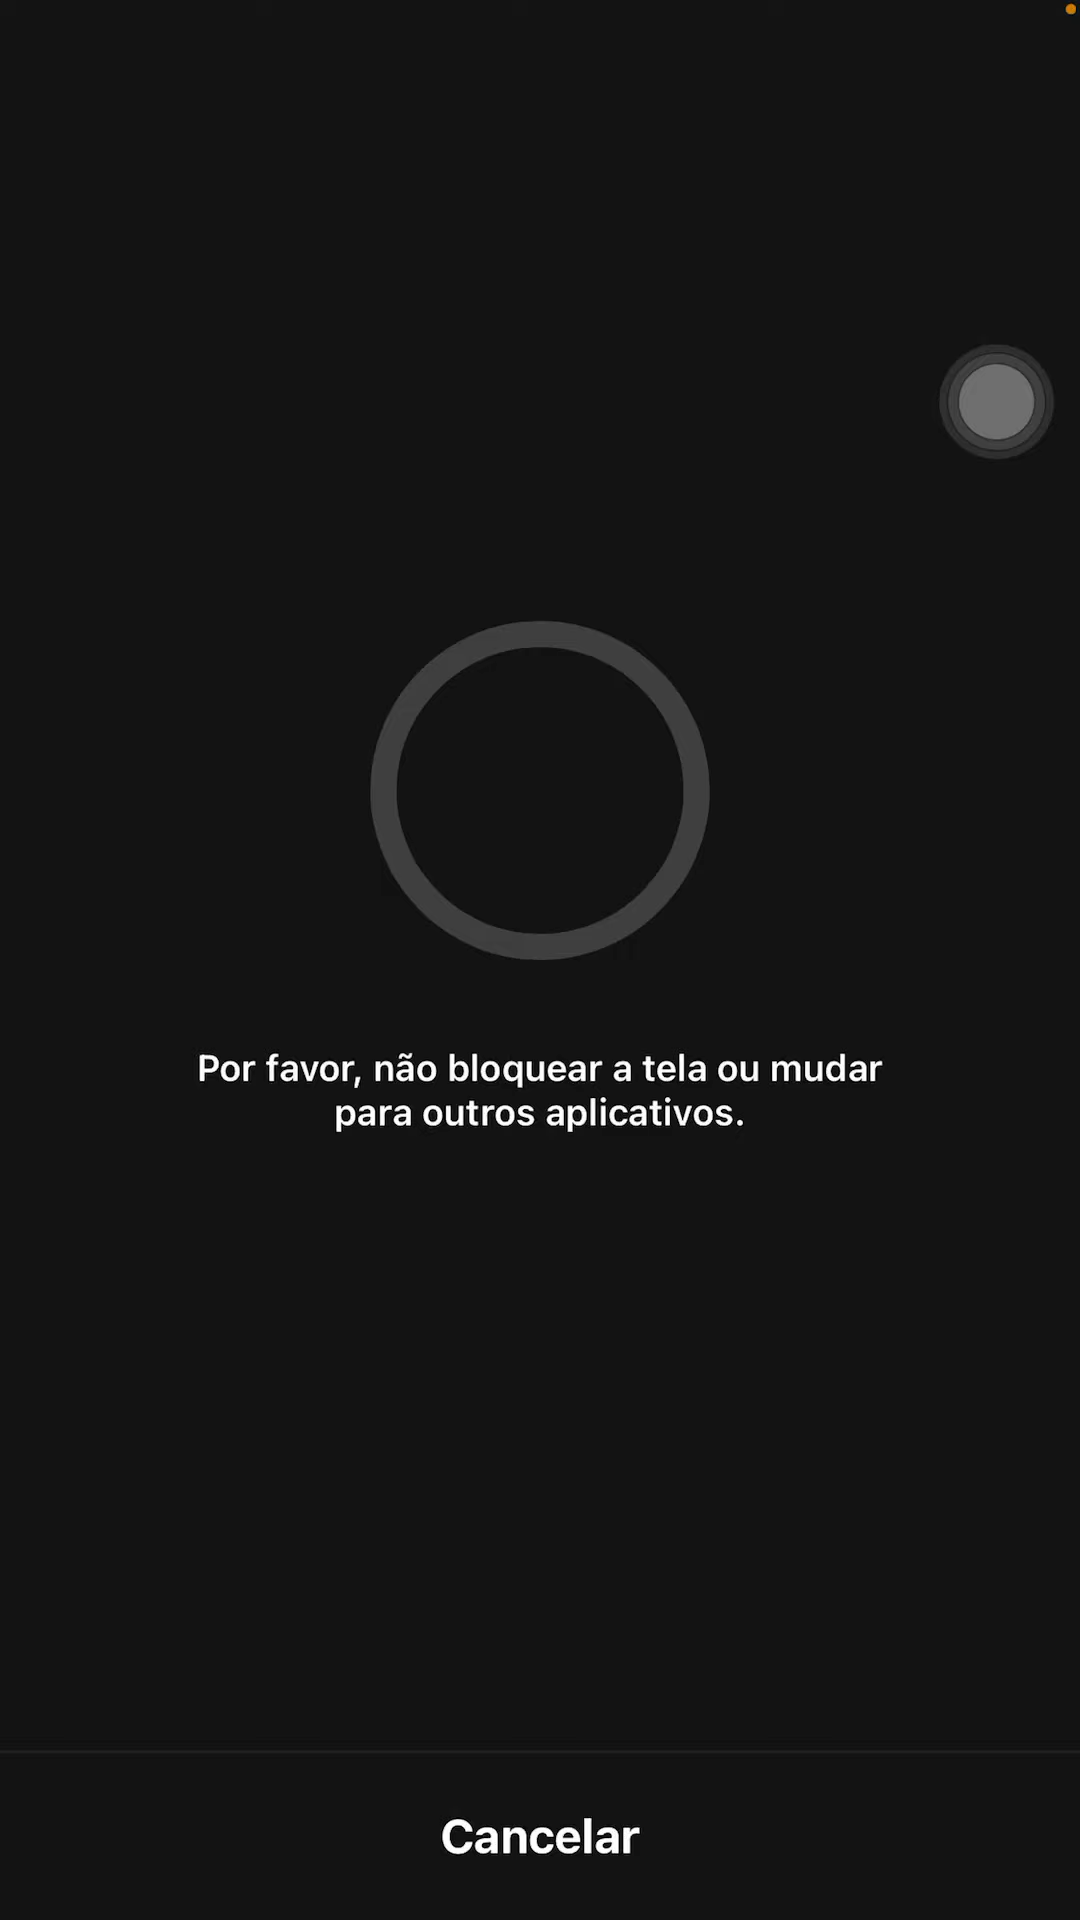 Por favor, não bloquear a tela ou mudar
para outros aplicativos.
Cancelar